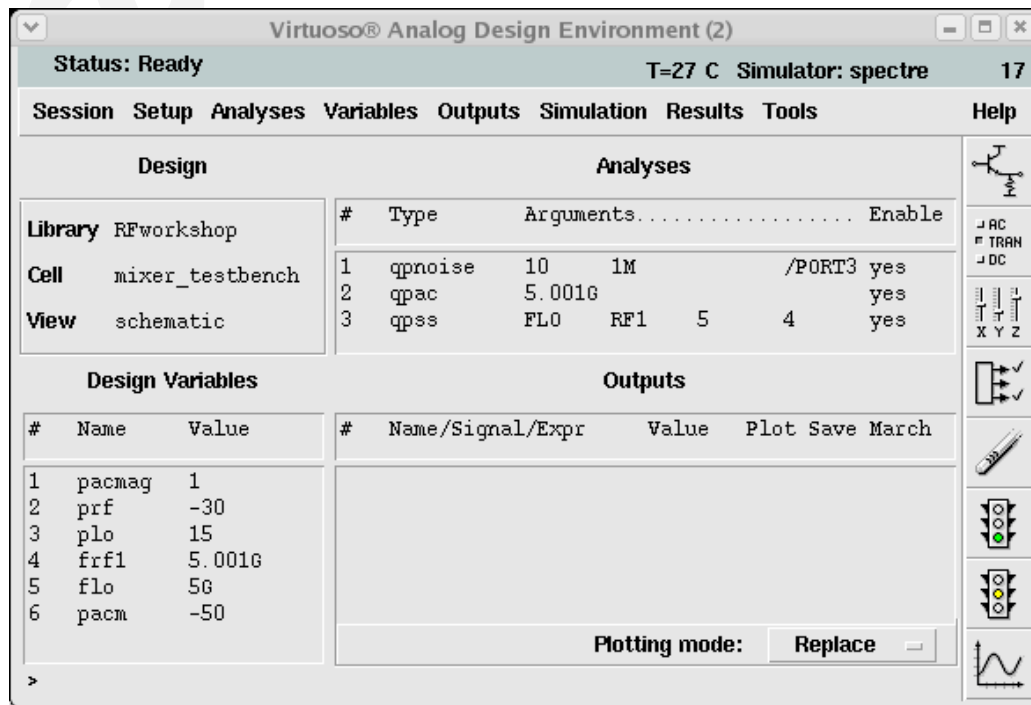 Virtuoso® Analog Design Environment (2)
Status: Ready T=27 C Simulator: spectre 17
Session Setup Analyses Variables Outputs Simulation Results Tools Help
Design
Library RFworkshop
Cell mixer_testbench
View schematic
Analyses
# Type Arguments................... Enable
1 qpnoise 10 1M /PORT3 yes
2 qpac 5.001G yes
3 qpss FLO RF1 5 4 yes
Design Variables
# Name Value
1 pacmag 1
2 prf -30
3 plo 15
4 frf1 5.001G
5 flo 5G
6 pacm -50
Outputs
# Name/Signal/Expr Value Plot Save March
Plotting mode: Replace
>
AC
TRAN
DC
X Y Z